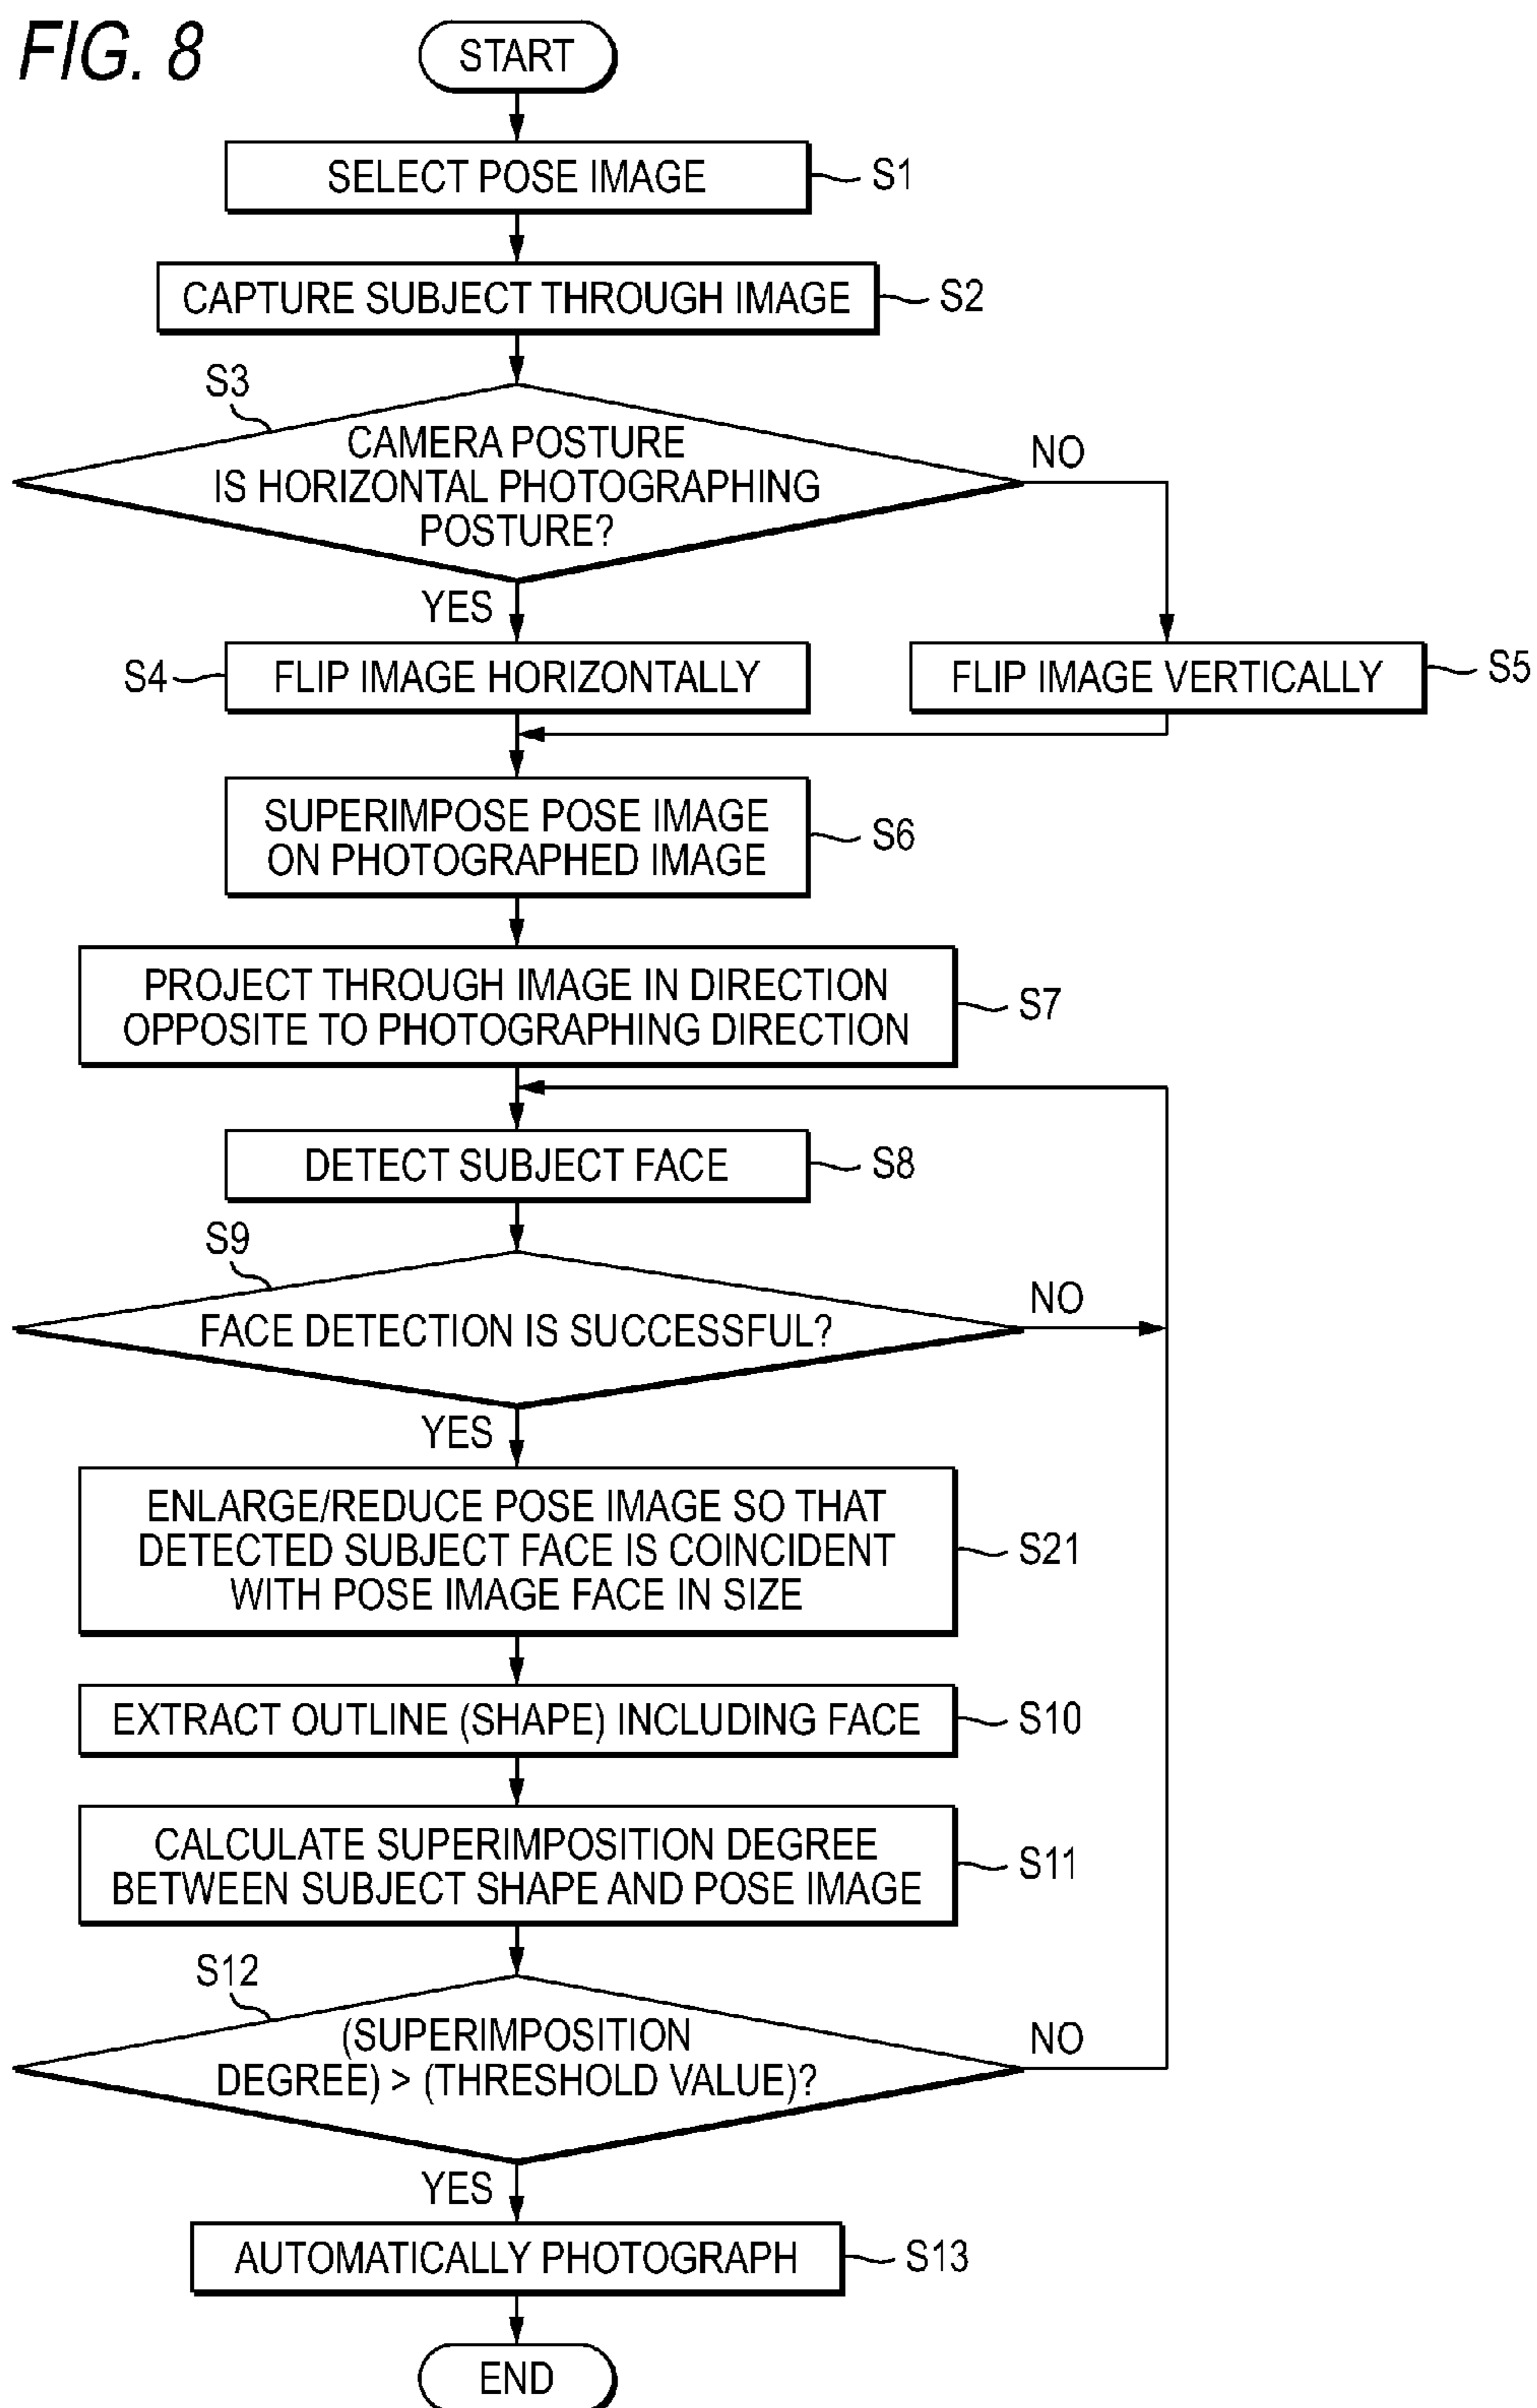 FIG. 8
START
SELECT POSE IMAGE
S1
CAPTURE SUBJECT THROUGH IMAGE
S2
S3
CAMERA POSTURE
IS HORIZONTAL PHOTOGRAPHING
POSTURE?
NO
YES
S4
FLIP IMAGE HORIZONTALLY
FLIP IMAGE VERTICALLY
S5
SUPERIMPOSE POSE IMAGE
ON PHOTOGRAPHED IMAGE
S6
PROJECT THROUGH IMAGE IN DIRECTION
OPPOSITE TO PHOTOGRAPHING DIRECTION
S7
DETECT SUBJECT FACE
S8
S9
FACE DETECTION IS SUCCESSFUL?
NO
YES
ENLARGE/REDUCE POSE IMAGE SO THAT
DETECTED SUBJECT FACE IS COINCIDENT
WITH POSE IMAGE FACE IN SIZE
S21
EXTRACT OUTLINE (SHAPE) INCLUDING FACE
S10
CALCULATE SUPERIMPOSITION DEGREE
BETWEEN SUBJECT SHAPE AND POSE IMAGE
S11
S12
(SUPERIMPOSITION
DEGREE) > (THRESHOLD VALUE)?
NO
YES
AUTOMATICALLY PHOTOGRAPH
S13
END